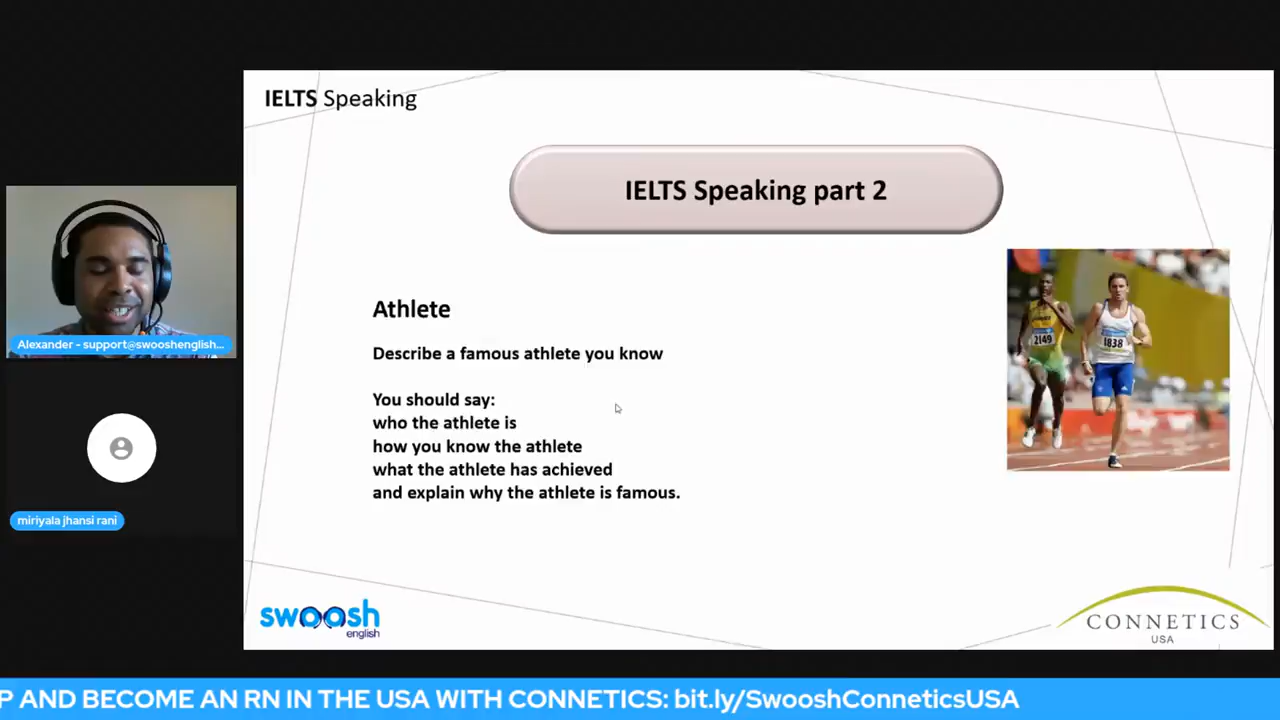 IELTS Speaking
IELTS Speaking part 2
Athlete
Describe a famous athlete you know
You should say:
who the athlete is
how you know the athlete
what the athlete has achieved
and explain why the athlete is famous.
2149
1838
Alexander - support@swooshenglish...
miriyala jhansi rani
swoosh
english
CONNETICS
USA
P AND BECOME AN RN IN THE USA WITH CONNETICS: bit.ly/SwooshConneticsUSA